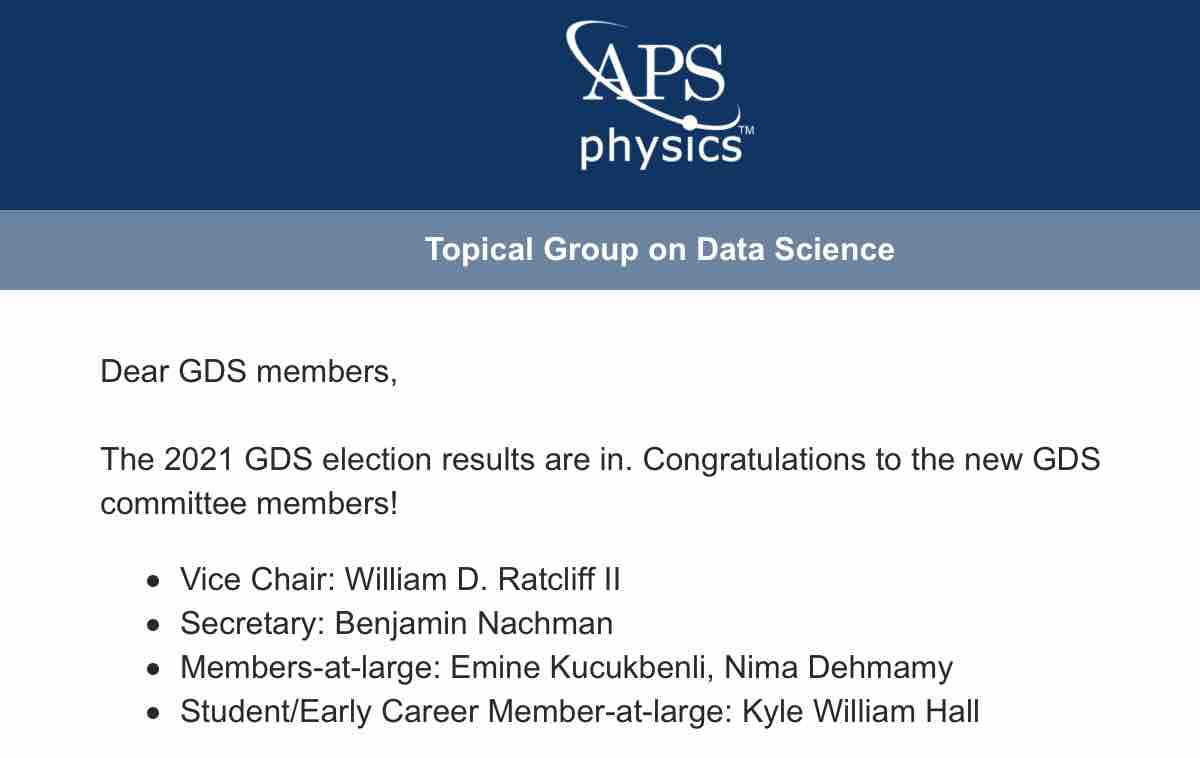 APS
physics™
Topical Group on Data Science
Dear GDS members,
The 2021 GDS election results are in. Congratulations to the new GDS
committee members!
• Vice Chair: William D. Ratcliff II
• Secretary: Benjamin Nachman
• Members-at-large: Emine Kucukbenli, Nima Dehmamy
• Student/Early Career Member-at-large: Kyle William Hall